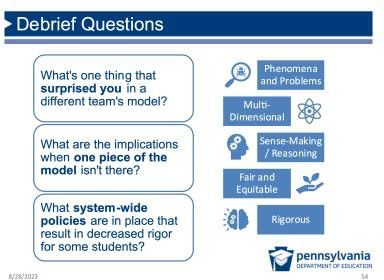 Debrief Questions
What's one thing that
surprised you in a
different team's model?
What are the implications
when one piece of the
model isn't there?
What system-wide
policies are in place that
result in decreased rigor
for some students?
Phenomena
and Problems
Multi-
Dimensional
Sense-Making
/ Reasoning
Fair and
Equitable
Rigorous
pennsylvania
DEPARTMENT OF EDUCATION
8/28/2023
54